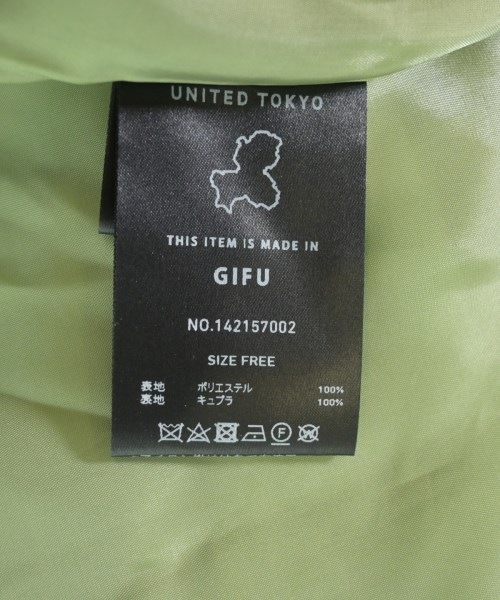 UNITED TOKYO
THIS ITEM IS MADE IN
GIFU
NO.142157002
SIZE FREE
表地 ポリエステル 100%
裏地 キュプラ 100%
F W